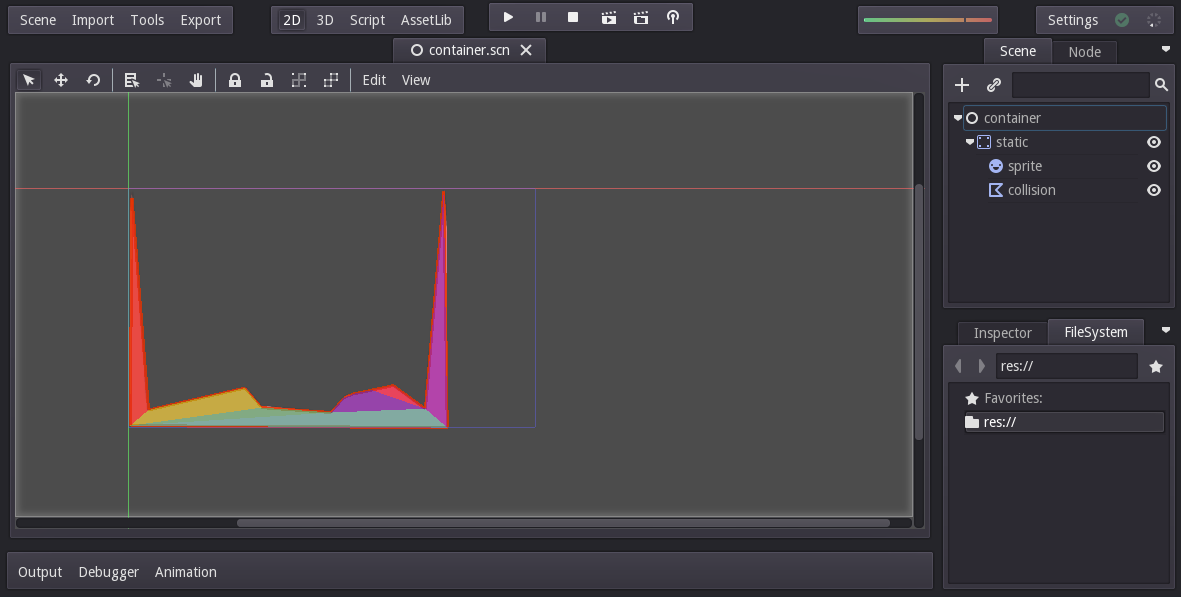 Scene Import Tools Export 2D 3D Script AssetLib Settings
container.scn
Scene Node
Edit View
container
static
sprite
collision
Inspector FileSystem
res://
Favorites:
res://
Output Debugger Animation